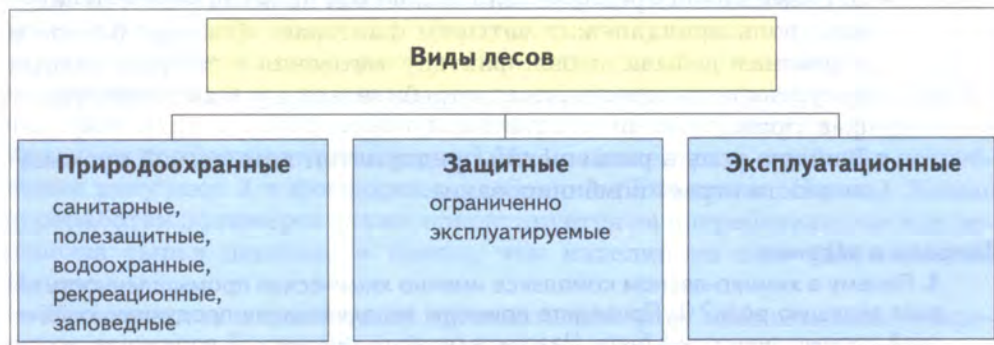 Виды лесов
Природоохранные
санитарные,
полезащитные,
водоохранные,
рекреационные,
заповедные
Защитные
ограниченно
эксплуатируемые
Эксплуатационные